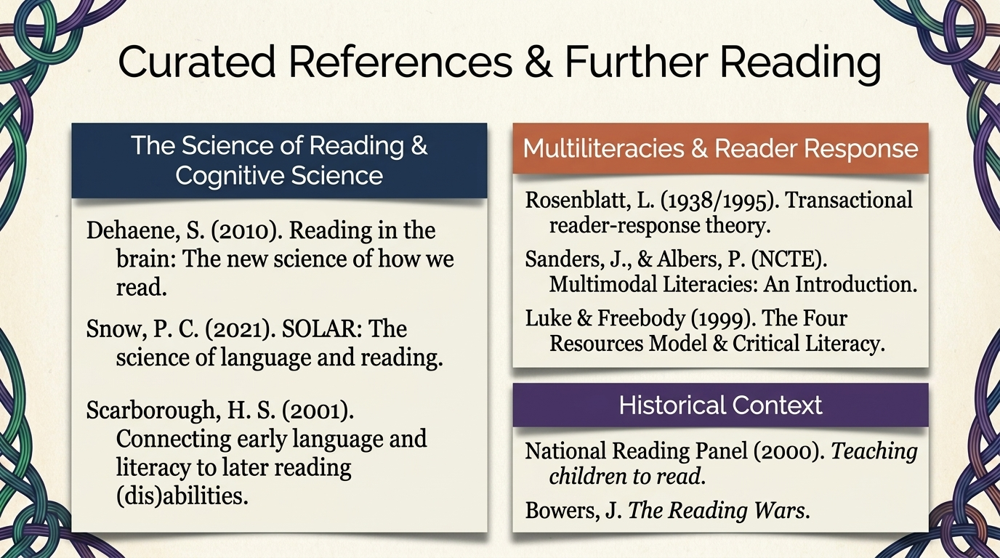 Curated References & Further Reading
The Science of Reading &
Cognitive Science
Dehaene, S. (2010). Reading in the
brain: The new science of how we
read.
Snow, P. C. (2021). SOLAR: The
science of language and reading.
Scarborough, H. S. (2001).
Connecting early language and
literacy to later reading
(dis)abilities.
Multiliteracies & Reader Response
Rosenblatt, L. (1938/1995). Transactional
reader-response theory.
Sanders, J., & Albers, P. (NCTE).
Multimodal Literacies: An Introduction.
Luke & Freebody (1999). The Four
Resources Model & Critical Literacy.
Historical Context
National Reading Panel (2000). Teaching
children to read.
Bowers, J. The Reading Wars.